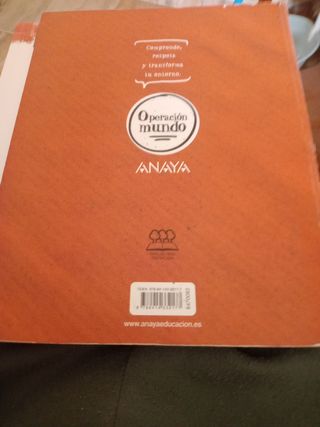 Comprende,
respeta
y transforma
tu entorno.
Operación
mundo
ANAYA
www.anayaeducacion.es